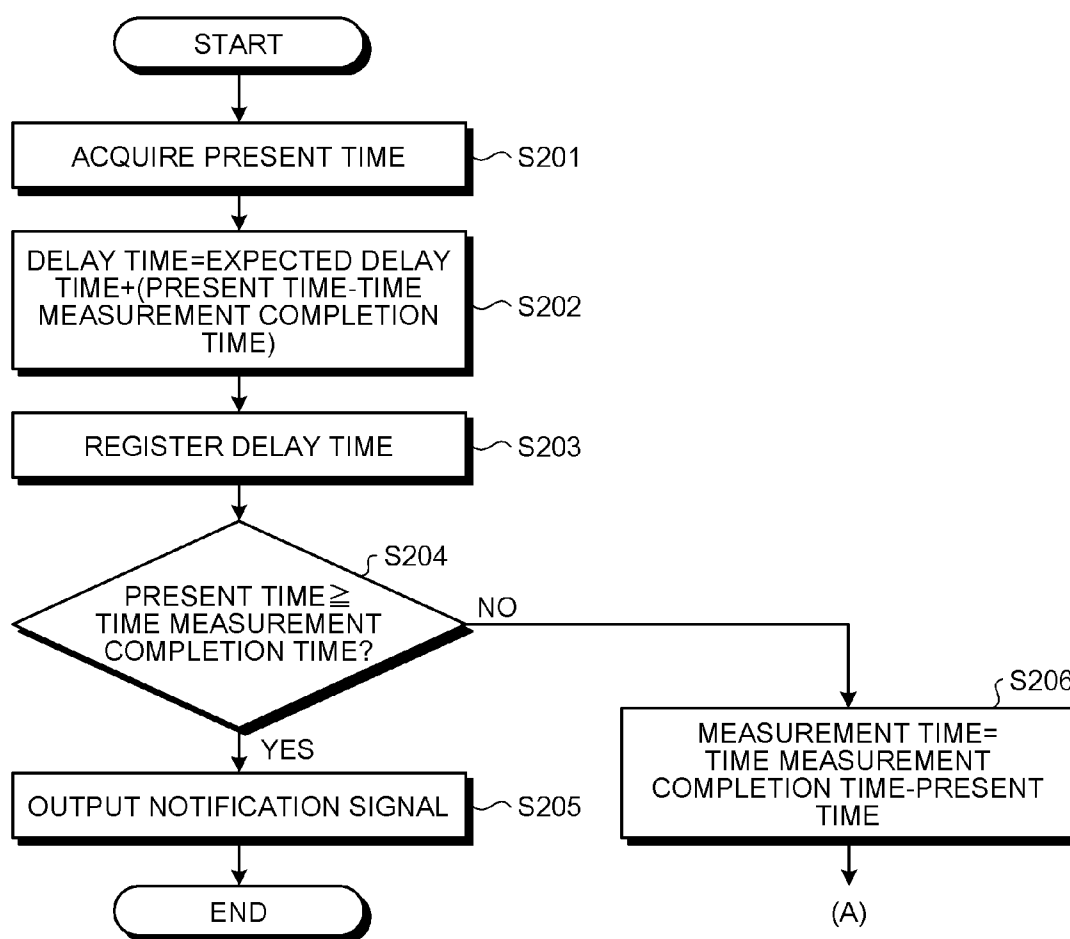 START
ACQUIRE PRESENT TIME
S201
DELAY TIME=EXPECTED DELAY
TIME+(PRESENT TIME-TIME
MEASUREMENT COMPLETION
TIME)
S202
REGISTER DELAY TIME
S203
S204
PRESENT TIME≧
TIME MEASUREMENT
COMPLETION TIME?
NO
YES
S206
MEASUREMENT TIME=
TIME MEASUREMENT
COMPLETION TIME-PRESENT
TIME
OUTPUT NOTIFICATION SIGNAL
S205
END
(A)